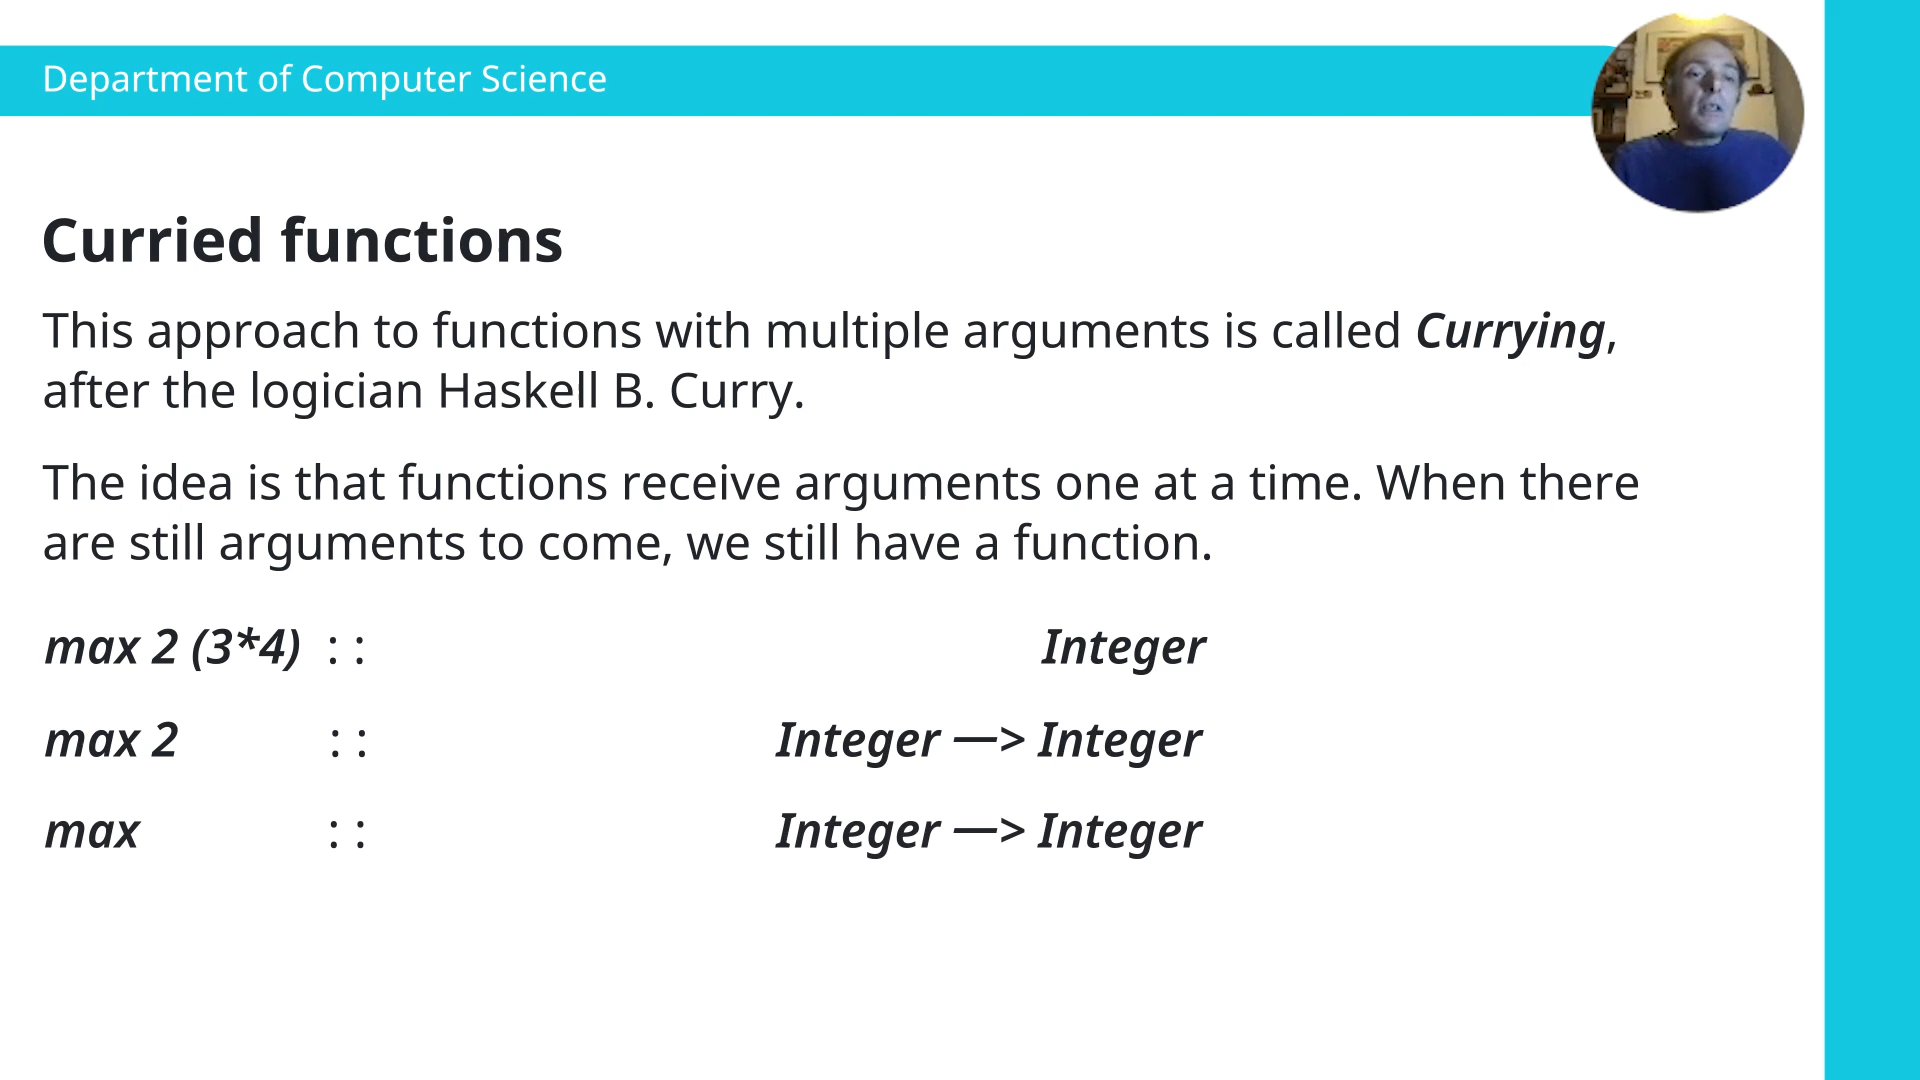 Department of Computer Science
Curried functions
This approach to functions with multiple arguments is called Currying,
after the logician Haskell B. Curry.
The idea is that functions receive arguments one at a time. When there
are still arguments to come, we still have a function.
max 2 (3*4) : : Integer
max 2 : : Integer —> Integer
max : : Integer —> Integer